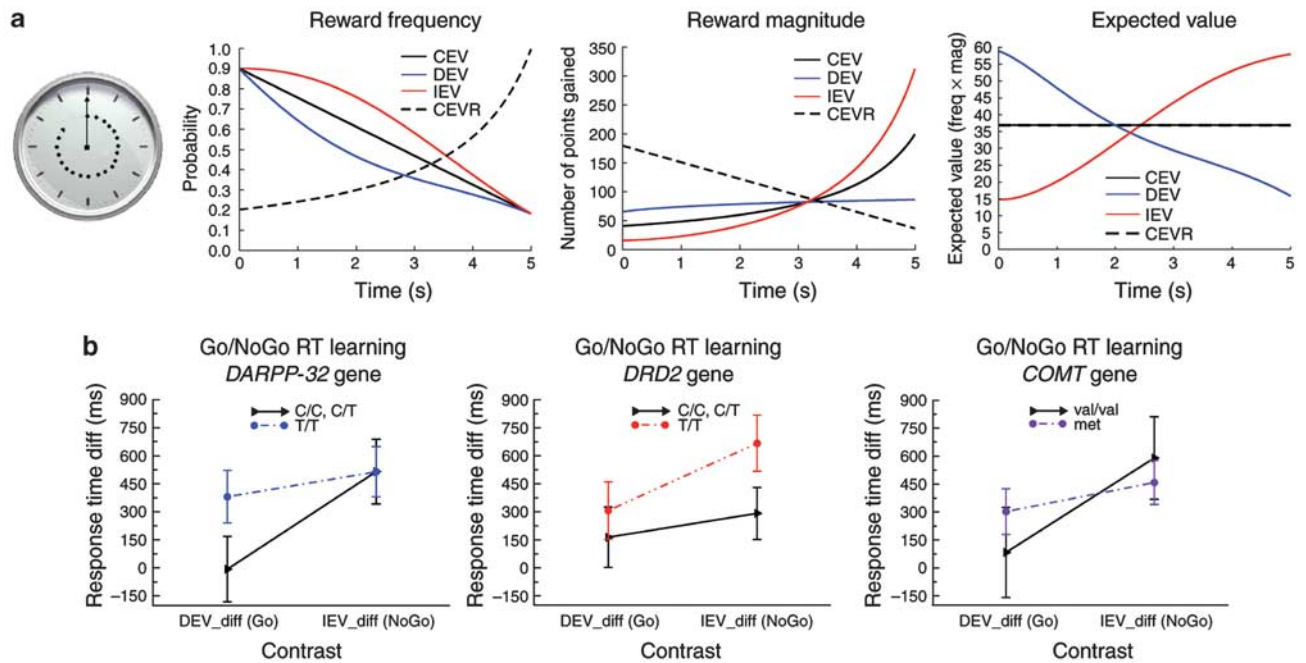 a
Reward frequency
1.0
0.9
0.8
0.7
0.6
0.5
0.4
0.3
0.2
0.1
0.0
Probability
CEV
DEV
IEV
CEVR
0 1 2 3 4 5
Time (s)
Reward magnitude
350
300
250
200
150
100
50
0
Number of points gained
CEV
DEV
IEV
CEVR
0 1 2 3 4 5
Time (s)
Expected value
60
55
50
45
40
35
30
25
20
15
10
5
0
Expected value (freq × mag)
CEV
DEV
IEV
CEVR
0 1 2 3 4 5
Time (s)
b
Go/NoGo RT learning
DARPP-32 gene
900
750
600
450
300
150
0
−150
Response time diff (ms)
C/C, C/T
T/T
DEV_diff (Go) IEV_diff (NoGo)
Contrast
Go/NoGo RT learning
DRD2 gene
900
750
600
450
300
150
0
−150
Response time diff (ms)
C/C, C/T
T/T
DEV_diff (Go) IEV_diff (NoGo)
Contrast
Go/NoGo RT learning
COMT gene
900
750
600
450
300
150
0
−150
Response time diff (ms)
val/val
met
DEV_diff (Go) IEV_diff (NoGo)
Contrast